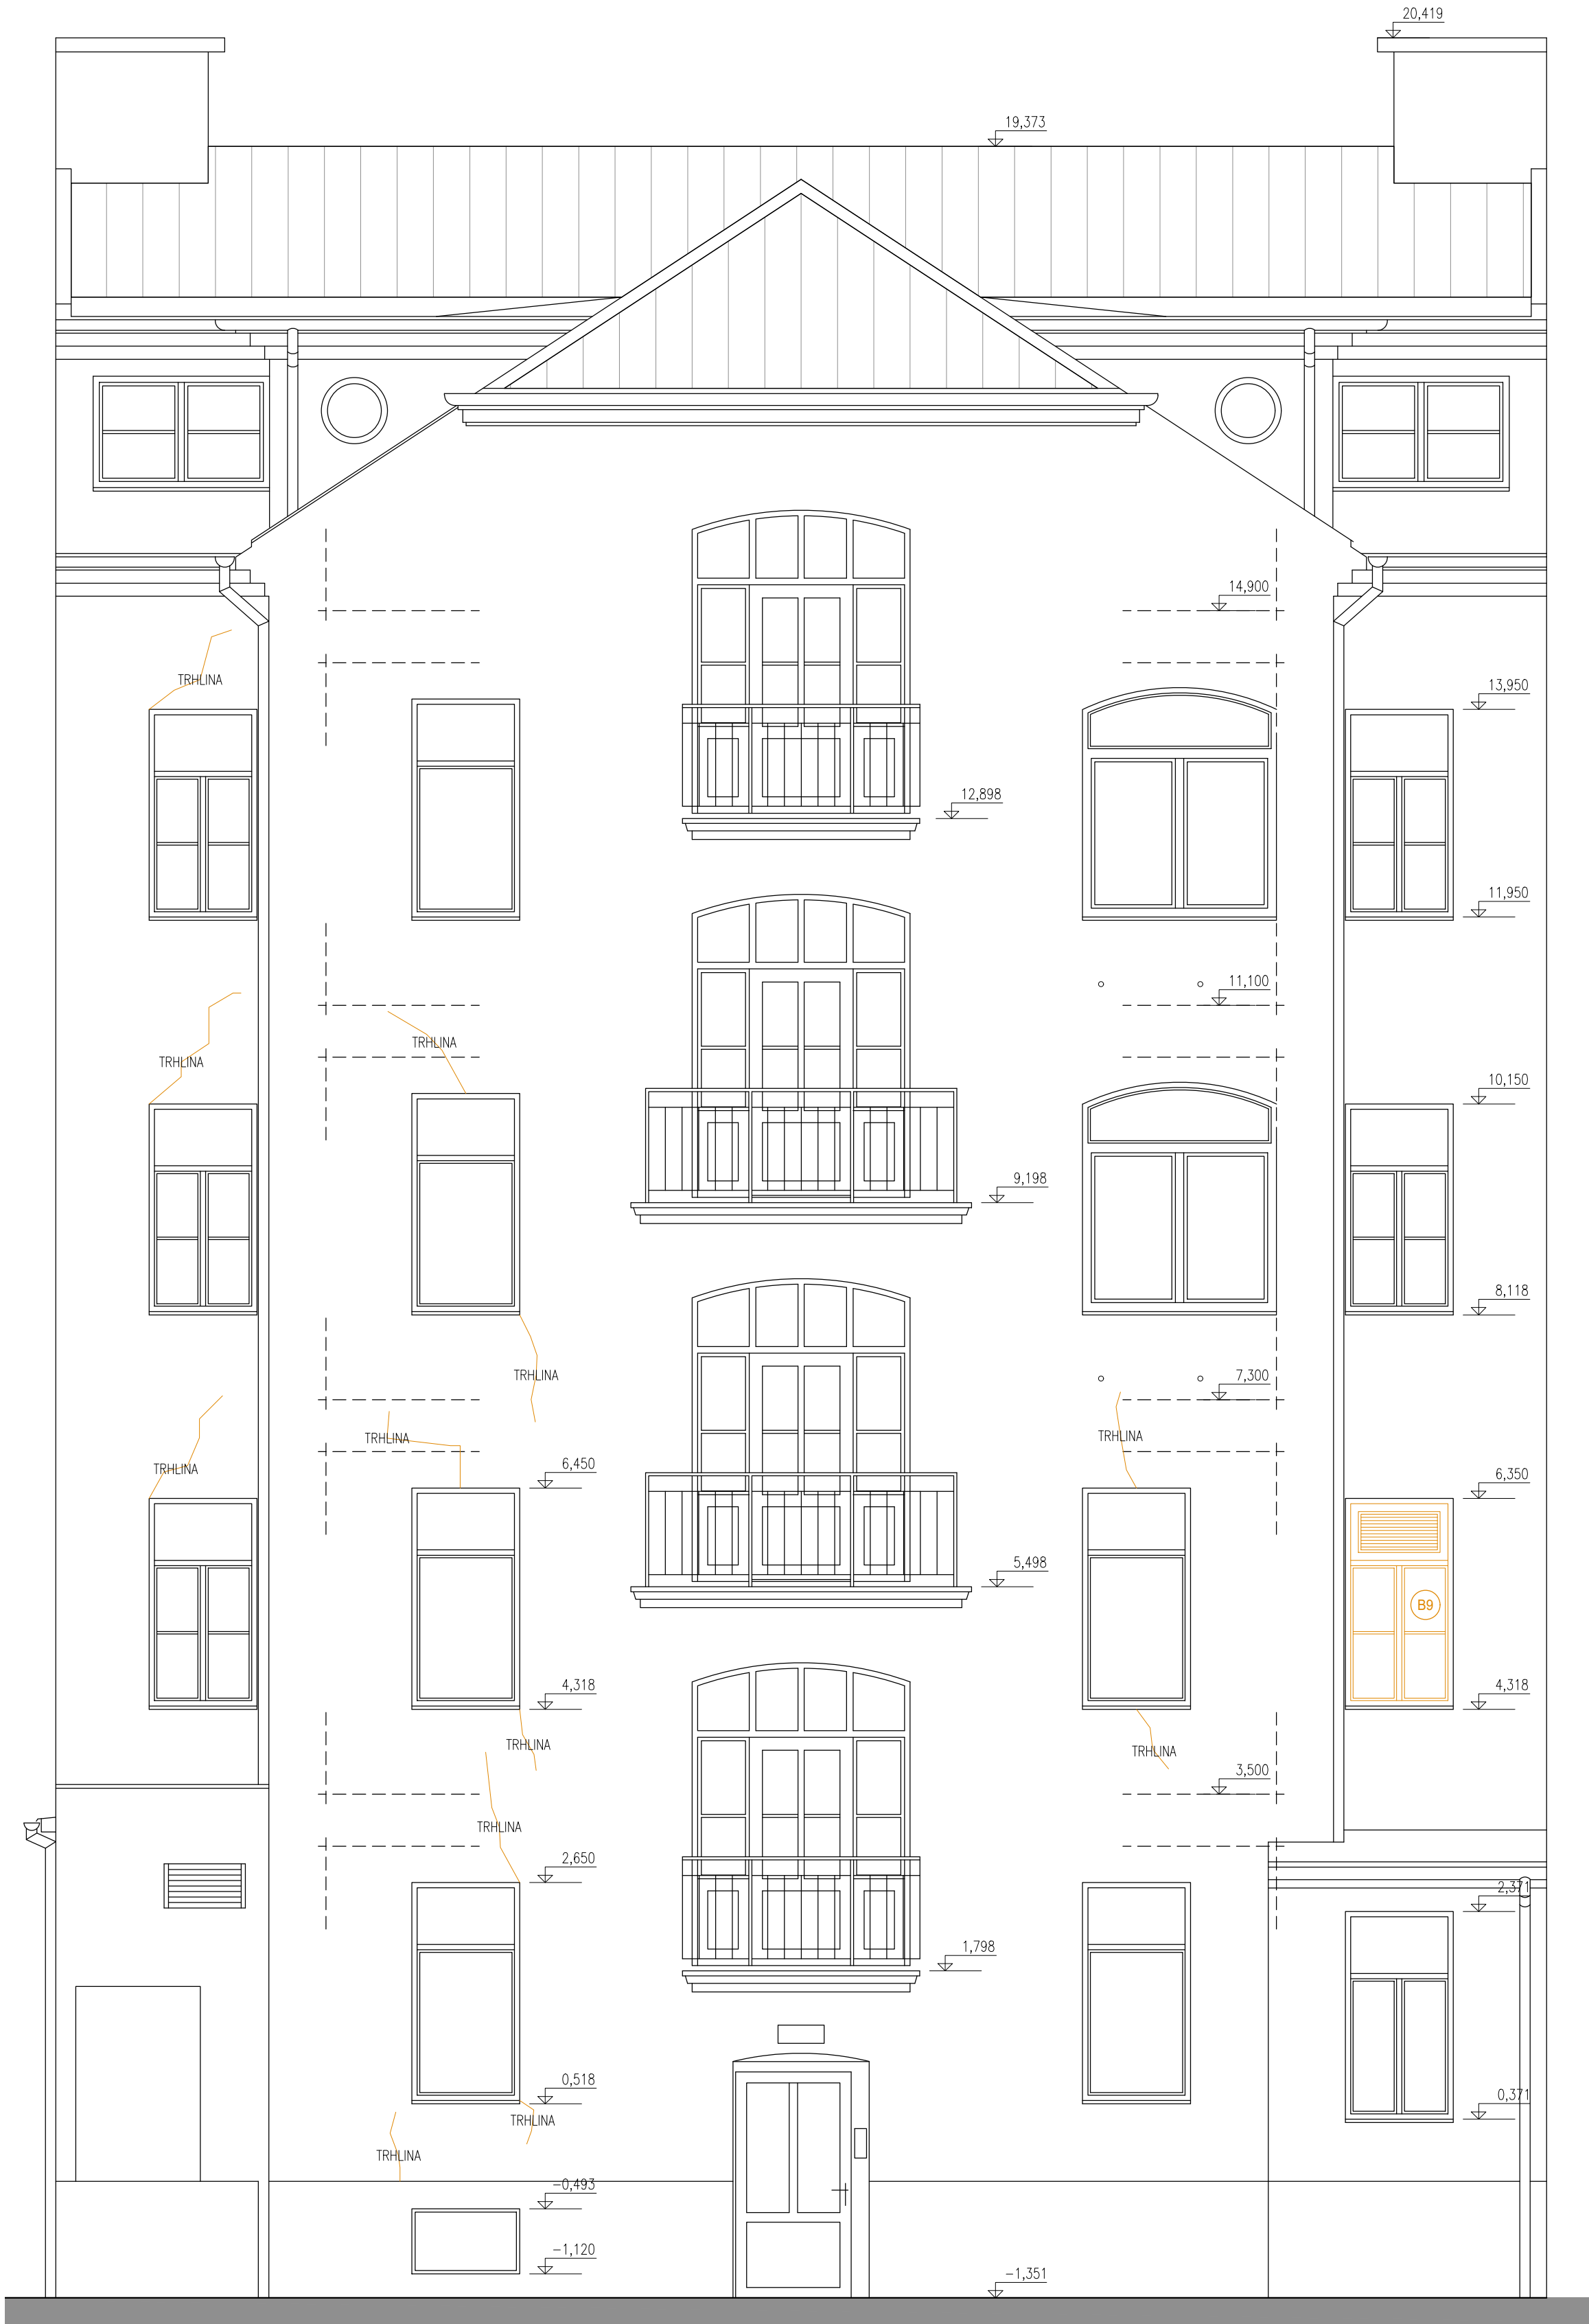 20,419
19,373
14,900
TRHLINA
13,950
12,898
11,950
11,100
TRHLINA
TRHLINA
10,150
9,198
8,118
TRHLINA
7,300
TRHLINA
TRHLINA
6,450
TRHLINA
6,350
5,498
B9
4,318
4,318
TRHLINA
TRHLINA
3,500
TRHLINA
2,650
2,371
1,798
0,518
0,371
TRHLINA
TRHLINA
-0,493
-1,120
-1,351